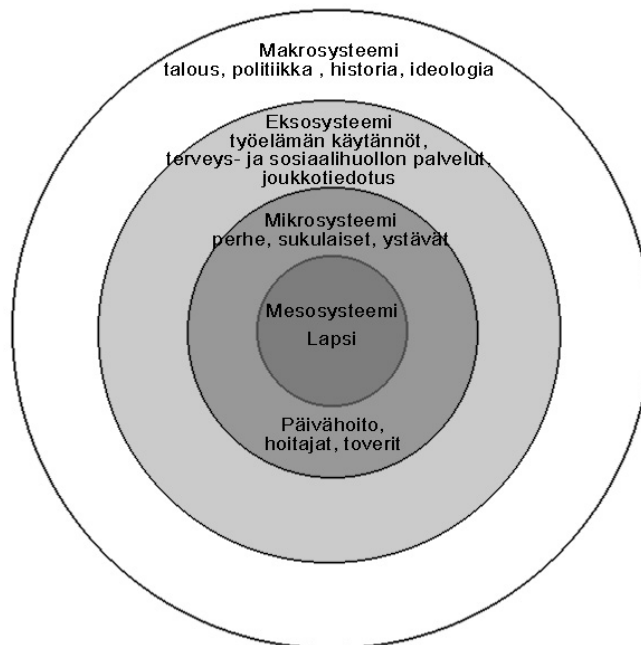 Makrosysteemi
talous, politiikka , historia, ideologia
Eksosysteemi
työelämän käytännöt,
terveys- ja sosiaalihuollon palvelut,
joukkotiedotus
Mikrosysteemi
perhe, sukulaiset, ystävät
Mesosysteemi
Lapsi
Päivähoito,
hoitajat, toverit